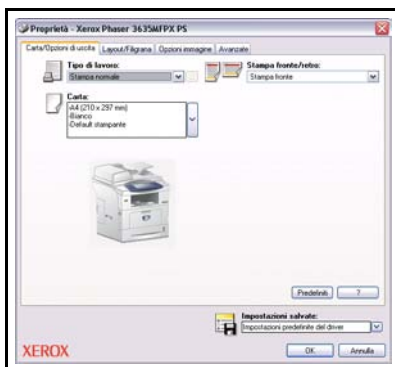 Proprietà - Xerox Phaser 3635MFPX PS
Carta/Opzioni di uscita Layout/Filigrana Opzioni immagine Avanzate
Tipo di lavoro: Stampa fronte/retro:
Stampa normale Stampa fronte
Carta:
-A4 (210 x 297 mm)
-Bianco
-Default stampante
Predefiniti ?
Impostazioni salvate:
Impostazioni predefinite del driver
XEROX OK Annulla